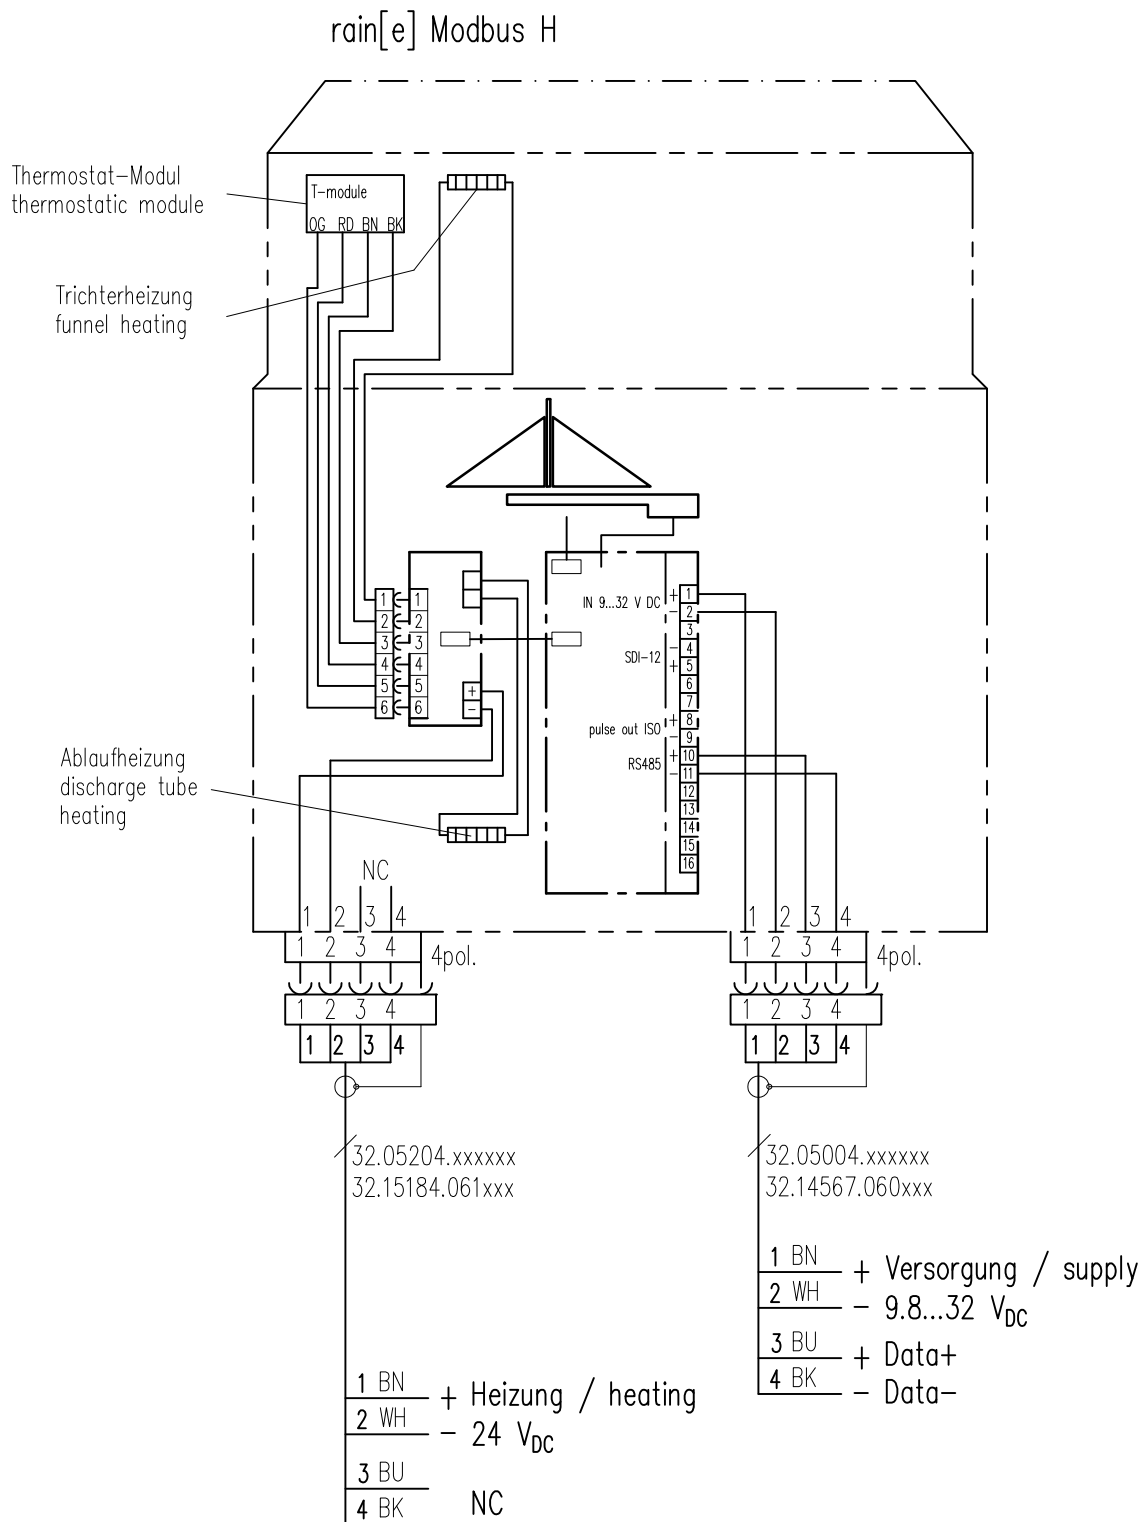 rain[e] Modbus H
Thermostat-Modul
thermostatic module
T-module
OG RD BN BK
Trichterheizung
funnel heating
1 1
2 2
3 3
4 4
5 5
6 6
+
-
IN 9...32 V DC + 1
- 2
3
SDI-12 - 4
+ 5
6
7
pulse out ISO + 8
- 9
RS485 + 10
- 11
12
13
14
15
16
Ablaufheizung
discharge tube
heating
NC
1 2 3 4
1 2 3 4 4pol.
1 2 3 4
1 2 3 4
32.05204.xxxxxx
32.15184.061xxx
1 BN + Heizung / heating
2 WH - 24 VDC
3 BU
4 BK NC
1 2 3 4
1 2 3 4 4pol.
1 2 3 4
1 2 3 4
32.05004.xxxxxx
32.14567.060xxx
1 BN + Versorgung / supply
2 WH - 9.8...32 VDC
3 BU + Data+
4 BK - Data-